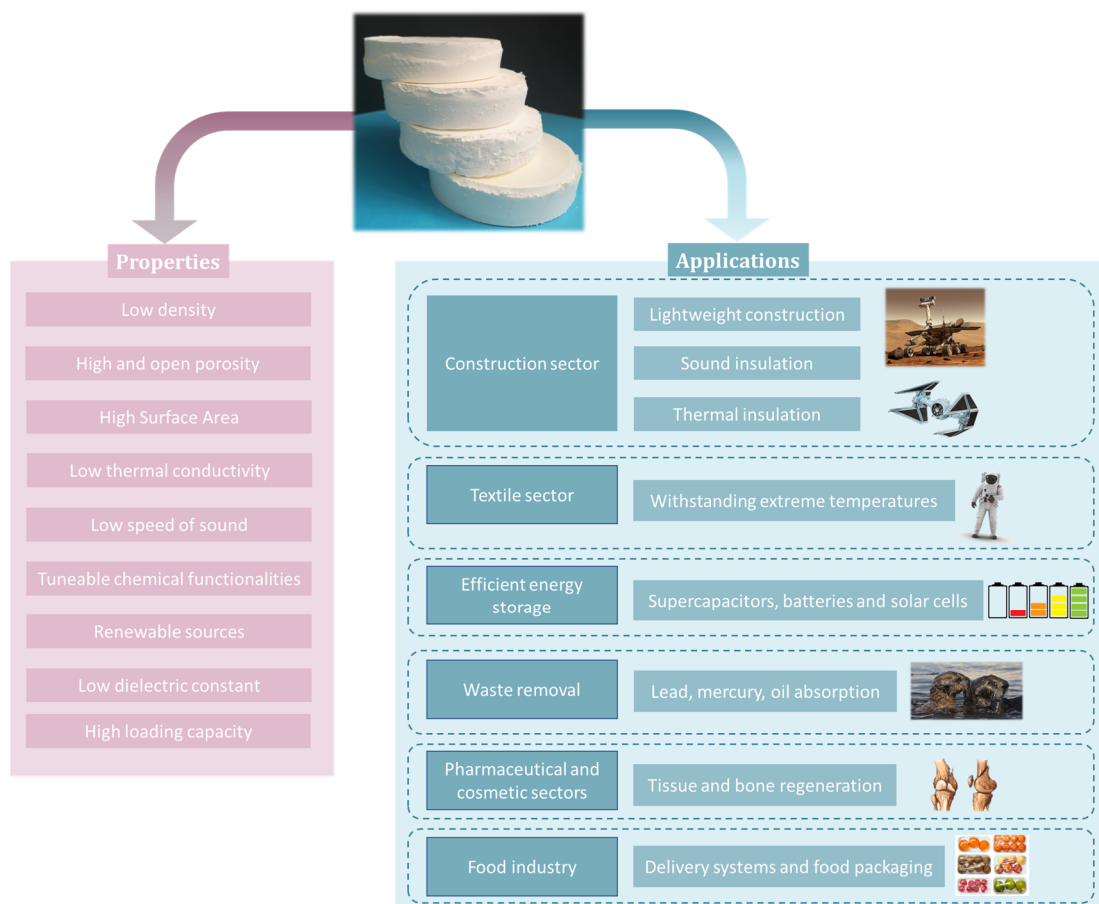 Properties
Low density
High and open porosity
High Surface Area
Low thermal conductivity
Low speed of sound
Tuneable chemical functionalities
Renewable sources
Low dielectric constant
High loading capacity
Applications
Construction sector
Lightweight construction
Sound insulation
Thermal insulation
Textile sector
Withstanding extreme temperatures
Efficient energy
storage
Supercapacitors, batteries and solar cells
Waste removal
Lead, mercury, oil absorption
Pharmaceutical and
cosmetic sectors
Tissue and bone regeneration
Food industry
Delivery systems and food packaging